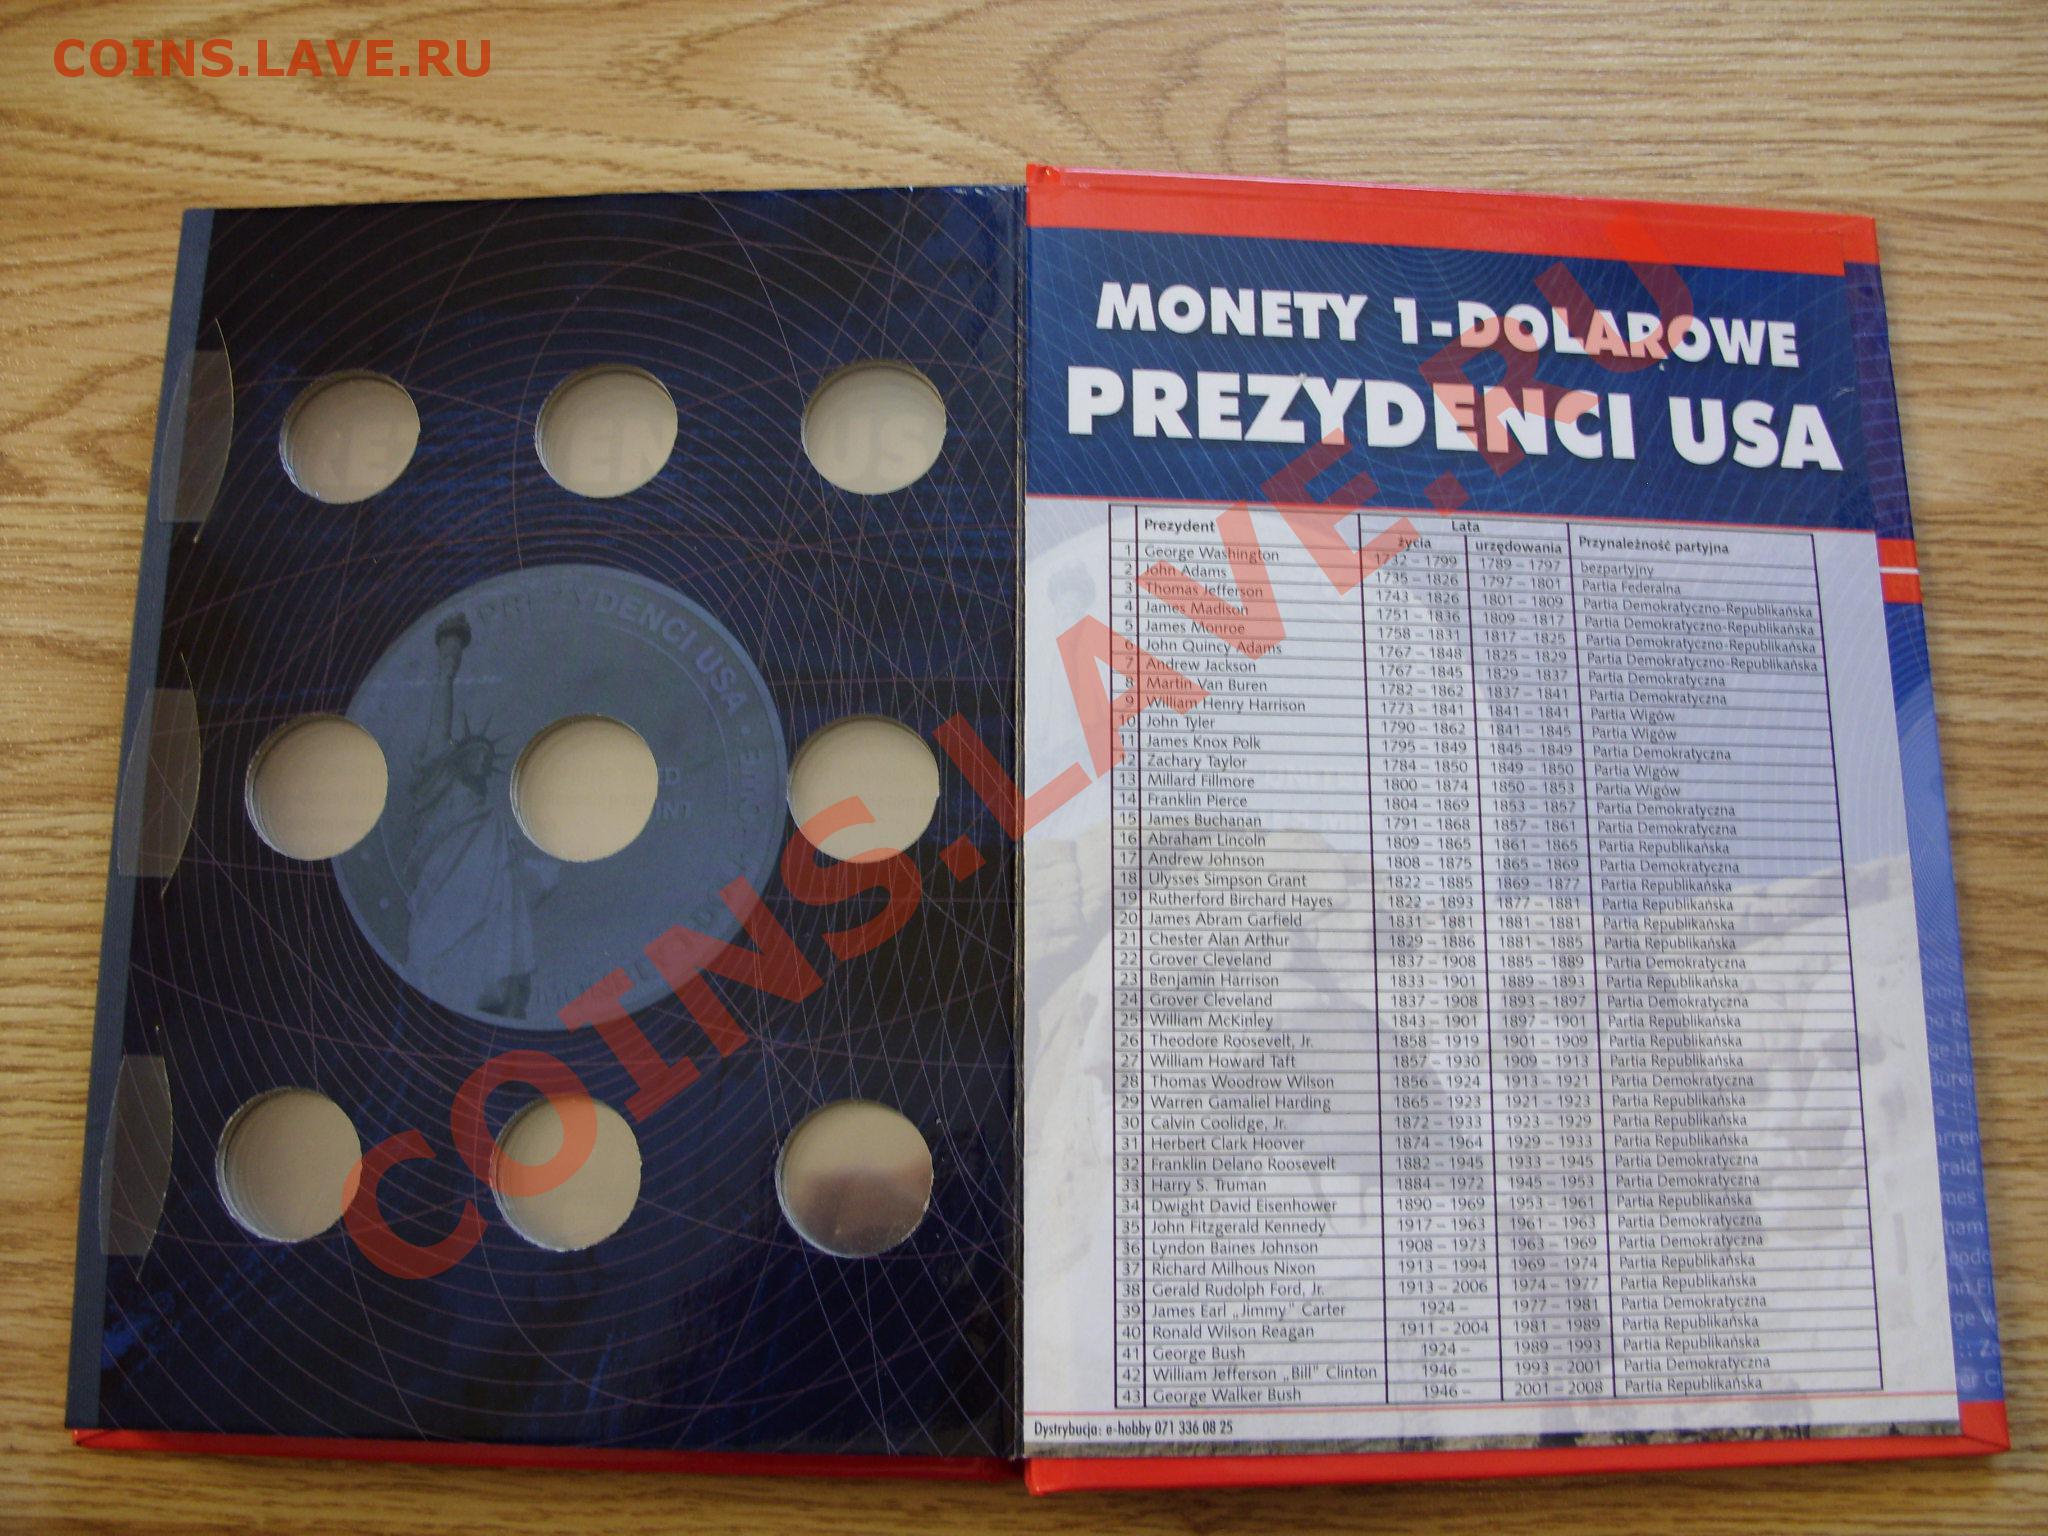 COINS.LAVE.RU
PREZYDENCI USA
MONETY 1-DOLAROWE
PREZYDENCI USA
Prezydent Lata Przynależność partyjna
życia urzędowania
1 George Washington 1732 – 1799 1789 – 1797 bezpartyjny
2 John Adams 1735 – 1826 1797 – 1801 Partia Federalna
3 Thomas Jefferson 1743 – 1826 1801 – 1809 Partia Demokratyczno-Republikańska
4 James Madison 1751 – 1836 1809 – 1817 Partia Demokratyczno-Republikańska
5 James Monroe 1758 – 1831 1817 – 1825 Partia Demokratyczno-Republikańska
6 John Quincy Adams 1767 – 1848 1825 – 1829 Partia Demokratyczno-Republikańska
7 Andrew Jackson 1767 – 1845 1829 – 1837 Partia Demokratyczna
8 Martin Van Buren 1782 – 1862 1837 – 1841 Partia Demokratyczna
9 William Henry Harrison 1773 – 1841 1841 – 1841 Partia Wigów
10 John Tyler 1790 – 1862 1841 – 1845 Partia Wigów
11 James Knox Polk 1795 – 1849 1845 – 1849 Partia Demokratyczna
12 Zachary Taylor 1784 – 1850 1849 – 1850 Partia Wigów
13 Millard Fillmore 1800 – 1874 1850 – 1853 Partia Wigów
14 Franklin Pierce 1804 – 1869 1853 – 1857 Partia Demokratyczna
15 James Buchanan 1791 – 1868 1857 – 1861 Partia Demokratyczna
16 Abraham Lincoln 1809 – 1865 1861 – 1865 Partia Republikańska
17 Andrew Johnson 1808 – 1875 1865 – 1869 Partia Demokratyczna
18 Ulysses Simpson Grant 1822 – 1885 1869 – 1877 Partia Republikańska
19 Rutherford Birchard Hayes 1822 – 1893 1877 – 1881 Partia Republikańska
20 James Abram Garfield 1831 – 1881 1881 – 1881 Partia Republikańska
21 Chester Alan Arthur 1829 – 1886 1881 – 1885 Partia Republikańska
22 Grover Cleveland 1837 – 1908 1885 – 1889 Partia Demokratyczna
23 Benjamin Harrison 1833 – 1901 1889 – 1893 Partia Republikańska
24 Grover Cleveland 1837 – 1908 1893 – 1897 Partia Demokratyczna
25 William McKinley 1843 – 1901 1897 – 1901 Partia Republikańska
26 Theodore Roosevelt, Jr. 1858 – 1919 1901 – 1909 Partia Republikańska
27 William Howard Taft 1857 – 1930 1909 – 1913 Partia Republikańska
28 Thomas Woodrow Wilson 1856 – 1924 1913 – 1921 Partia Demokratyczna
29 Warren Gamaliel Harding 1865 – 1923 1921 – 1923 Partia Republikańska
30 Calvin Coolidge, Jr. 1872 – 1933 1923 – 1929 Partia Republikańska
31 Herbert Clark Hoover 1874 – 1964 1929 – 1933 Partia Republikańska
32 Franklin Delano Roosevelt 1882 – 1945 1933 – 1945 Partia Demokratyczna
33 Harry S. Truman 1884 – 1972 1945 – 1953 Partia Demokratyczna
34 Dwight David Eisenhower 1890 – 1969 1953 – 1961 Partia Republikańska
35 John Fitzgerald Kennedy 1917 – 1963 1961 – 1963 Partia Demokratyczna
36 Lyndon Baines Johnson 1908 – 1973 1963 – 1969 Partia Demokratyczna
37 Richard Milhous Nixon 1913 – 1994 1969 – 1974 Partia Republikańska
38 Gerald Rudolph Ford, Jr. 1913 – 2006 1974 – 1977 Partia Republikańska
39 James Earl „Jimmy” Carter 1924 – 1977 – 1981 Partia Demokratyczna
40 Ronald Wilson Reagan 1911 – 2004 1981 – 1989 Partia Republikańska
41 George Bush 1924 – 1989 – 1993 Partia Republikańska
42 William Jefferson „Bill” Clinton 1946 – 1993 – 2001 Partia Demokratyczna
43 George Walker Bush 1946 – 2001 – 2008 Partia Republikańska
Dystrybucja: e-hobby 071 336 08 25
COINS.LAVE.RU